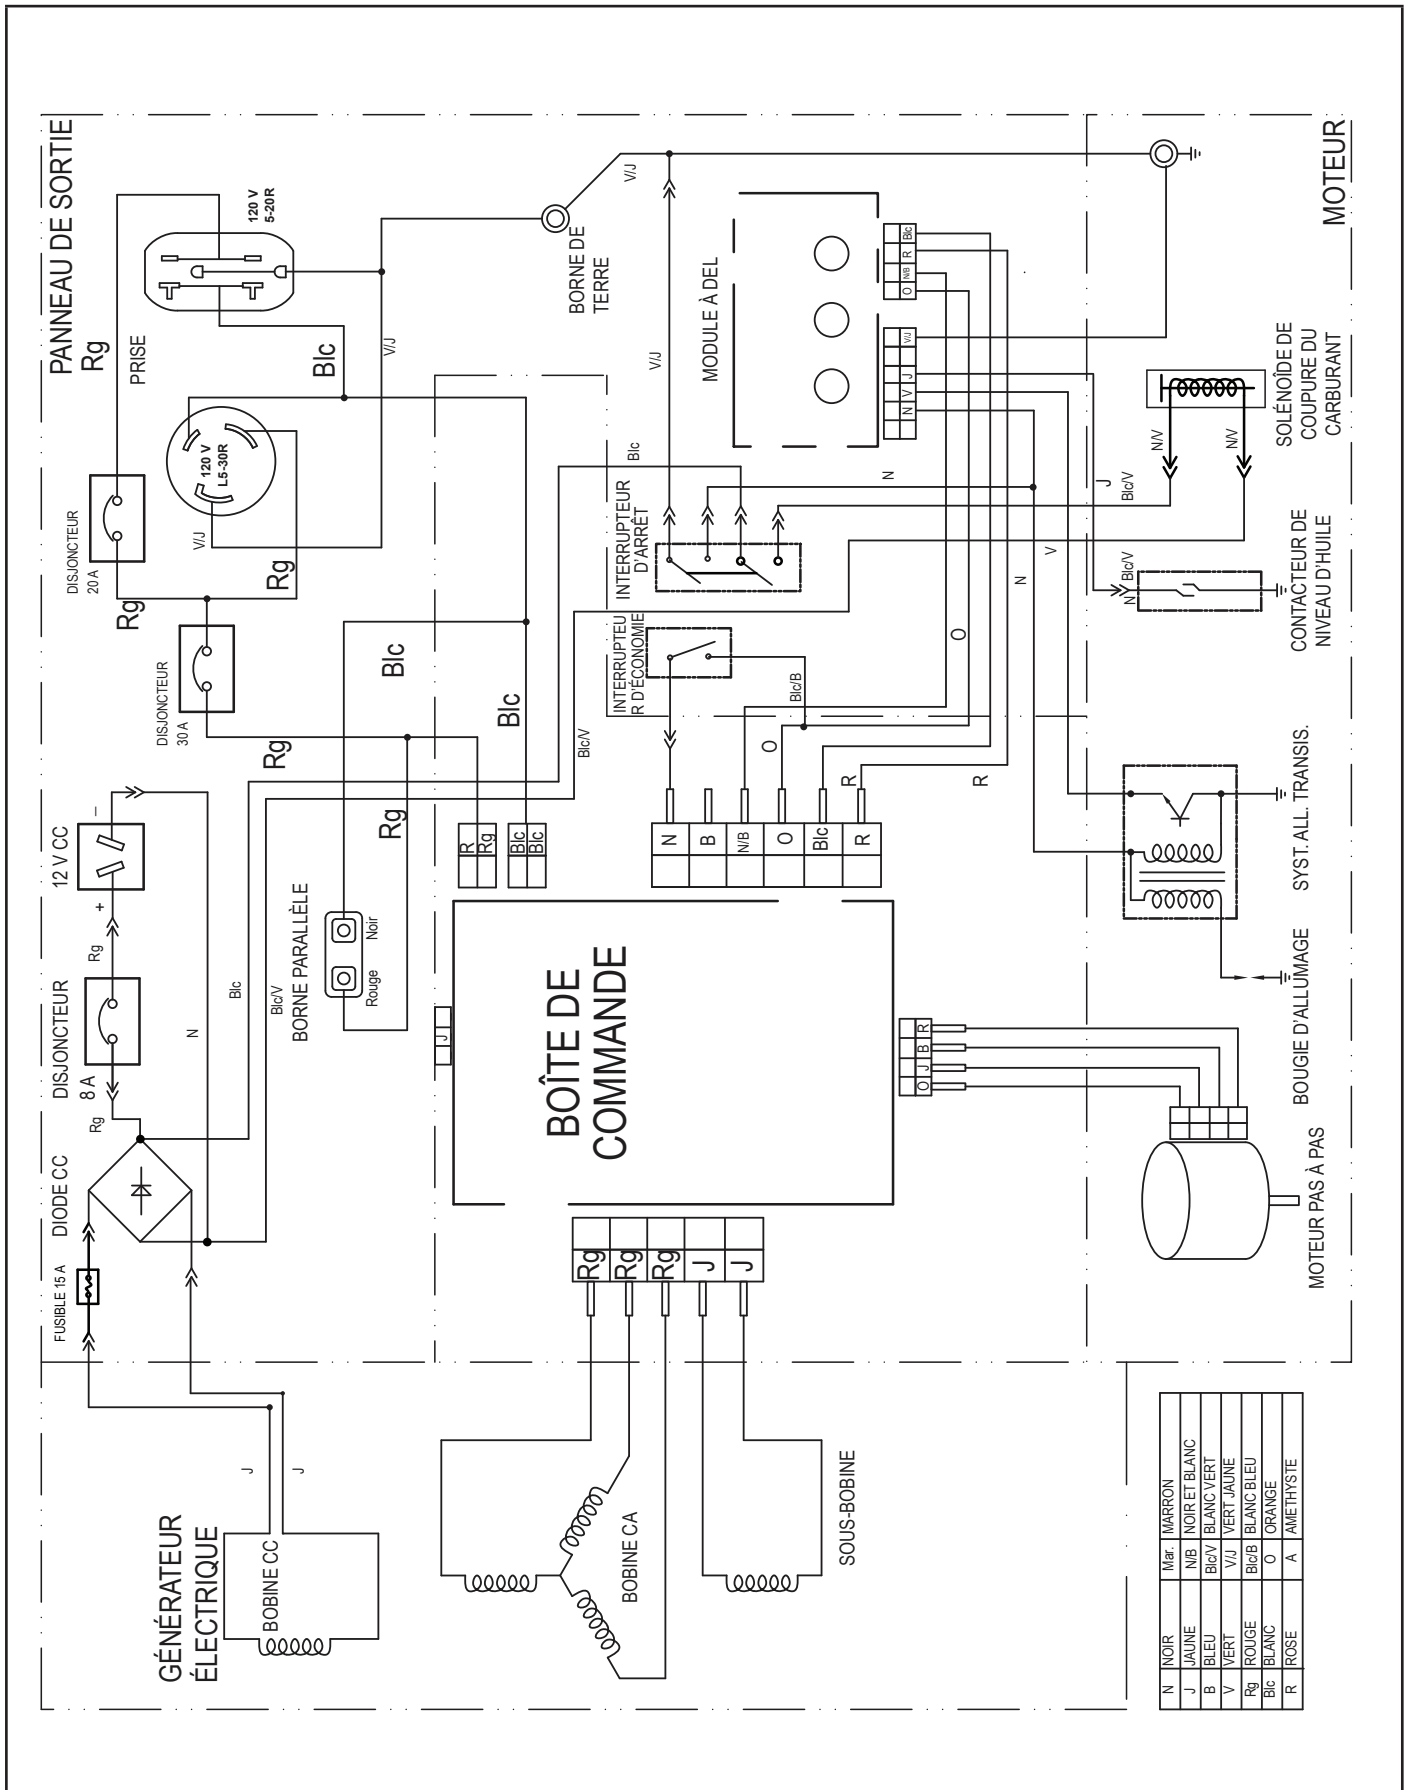 PANNEAU DE SORTIE
Rg
PRISE
120 V
5-20R
Blc
V/J
120 V
L5-30R
V/J
Rg
DISJONCTEUR
20 A
Rg
DISJONCTEUR
30 A
Rg
Blc
Blc
Rg
12 V CC
–
+
Rg
DISJONCTEUR
8 A
Rg
N
Blc
Blc/V
DIODE CC
FUSIBLE 15 A
BORNE PARALLÈLE
Noir
Rouge
BORNE DE
TERRE
V/J
V/J
MODULE À DEL
Blc
R
N/B
O
V/J
J
V
N
Blc
N
INTERRUPTEUR
D'ARRÊT
INTERRUPTEU
R D'ÉCONOMIE
Blc/B
Blc/V
O
O
R
R
N
V
J
Blc/V
R
Rg
Blc
Blc
N
B
N/B
O
Blc
R
J
BOÎTE DE
COMMANDE
Rg
Rg
Rg
J
J
R
B
J
O
MOTEUR
N/V
N/V
SOLÉNOÏDE DE
COUPURE DU
CARBURANT
Blc/V
N
CONTACTEUR DE
NIVEAU D'HUILE
SYST. ALL. TRANSIS.
BOUGIE D'ALLUMAGE
MOTEUR PAS À PAS
GÉNÉRATEUR
ÉLECTRIQUE
BOBINE CC
J
J
BOBINE CA
SOUS-BOBINE
N NOIR Mar. MARRON
J JAUNE N/B NOIR ET BLANC
B BLEU Blc/V BLANC VERT
V VERT V/J VERT JAUNE
Rg ROUGE Blc/B BLANC BLEU
Blc BLANC O ORANGE
R ROSE A AMETHYSTE